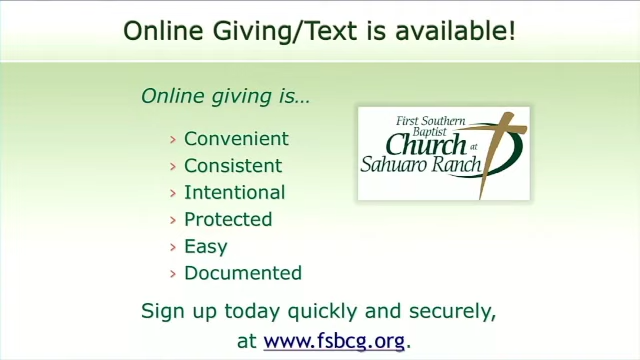 Online Giving/Text is available!
Online giving is...
› Convenient
› Consistent
› Intentional
› Protected
› Easy
› Documented
First Southern
Baptist
Church at
Sahuaro Ranch
Sign up today quickly and securely,
at www.fsbcg.org.